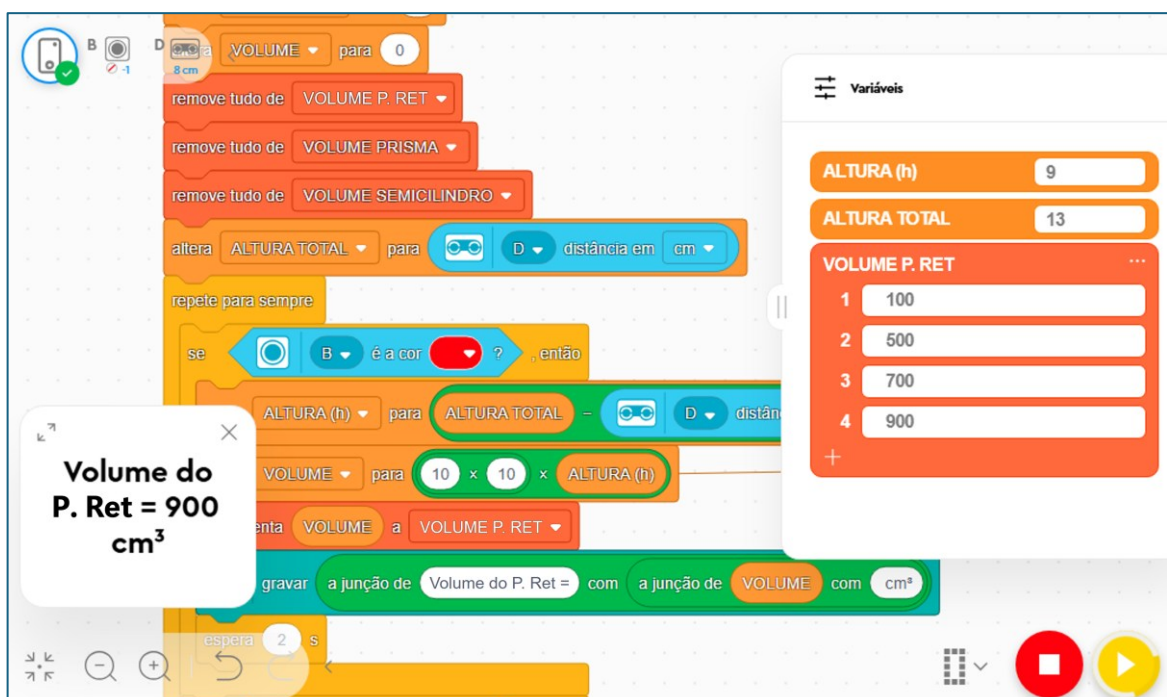 VOLUME para 0
B D
-1 8 cm
remove tudo de VOLUME P. RET
remove tudo de VOLUME PRISMA
remove tudo de VOLUME SEMICILINDRO
altera ALTURA TOTAL para D distância em cm
repete para sempre
se B é a cor ? , então
ALTURA (h) para ALTURA TOTAL - D
VOLUME para 10 × 10 × ALTURA (h)
VOLUME a VOLUME P. RET
gravar a junção de Volume do P. Ret = com a junção de VOLUME com cm³
espera 2 s
Volume do
P. Ret = 900
cm³
Variáveis
ALTURA (h) 9
ALTURA TOTAL 13
VOLUME P. RET
1 100
2 500
3 700
4 900